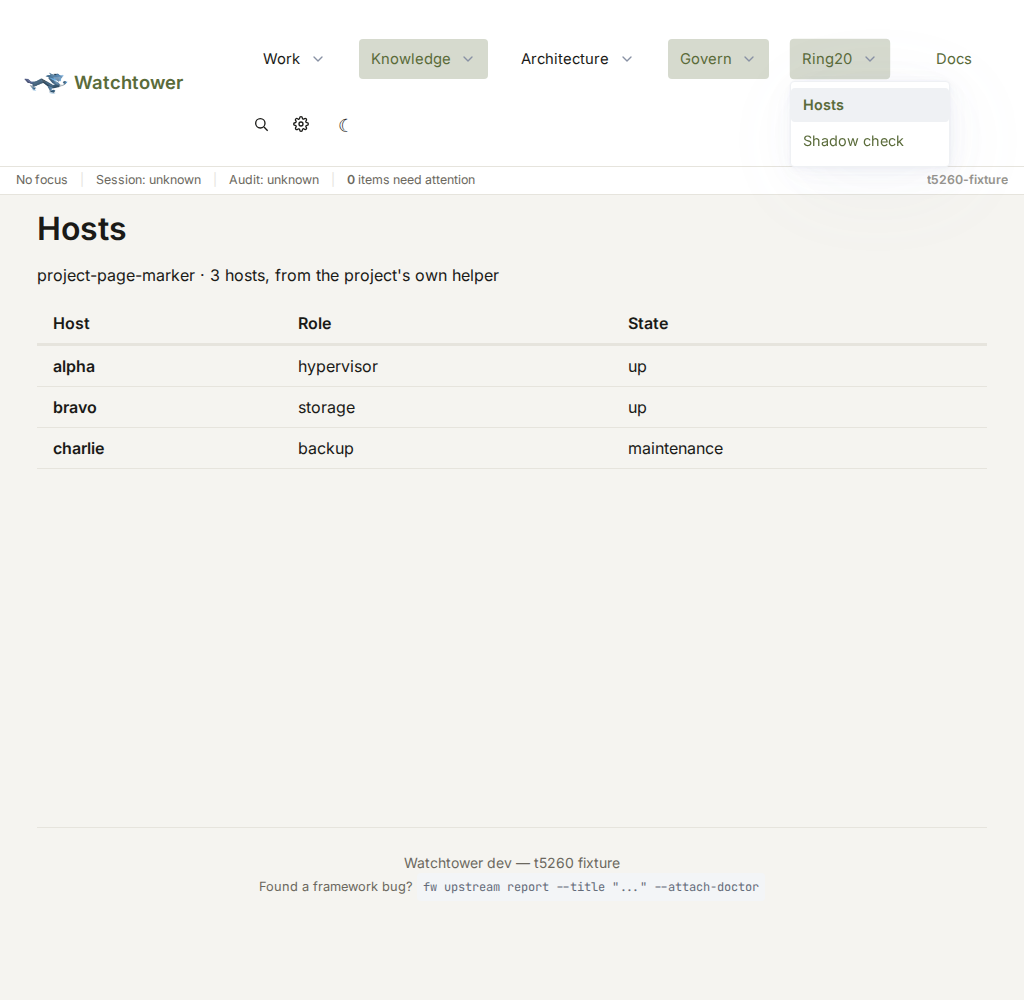 Watchtower
Work
Knowledge
Architecture
Govern
Ring20
Docs
Hosts
Shadow check
No focus
Session: unknown
Audit: unknown
0 items need attention
t5260-fixture
Hosts
project-page-marker · 3 hosts, from the project's own helper
Host Role State
alpha hypervisor up
bravo storage up
charlie backup maintenance
Watchtower dev — t5260 fixture
Found a framework bug? fw upstream report --title "..." --attach-doctor